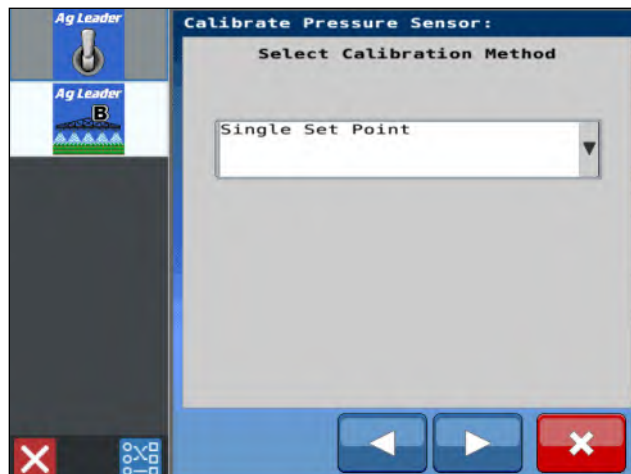 Ag Leader
Calibrate Pressure Sensor:
Select Calibration Method
Ag Leader
B
Single Set Point